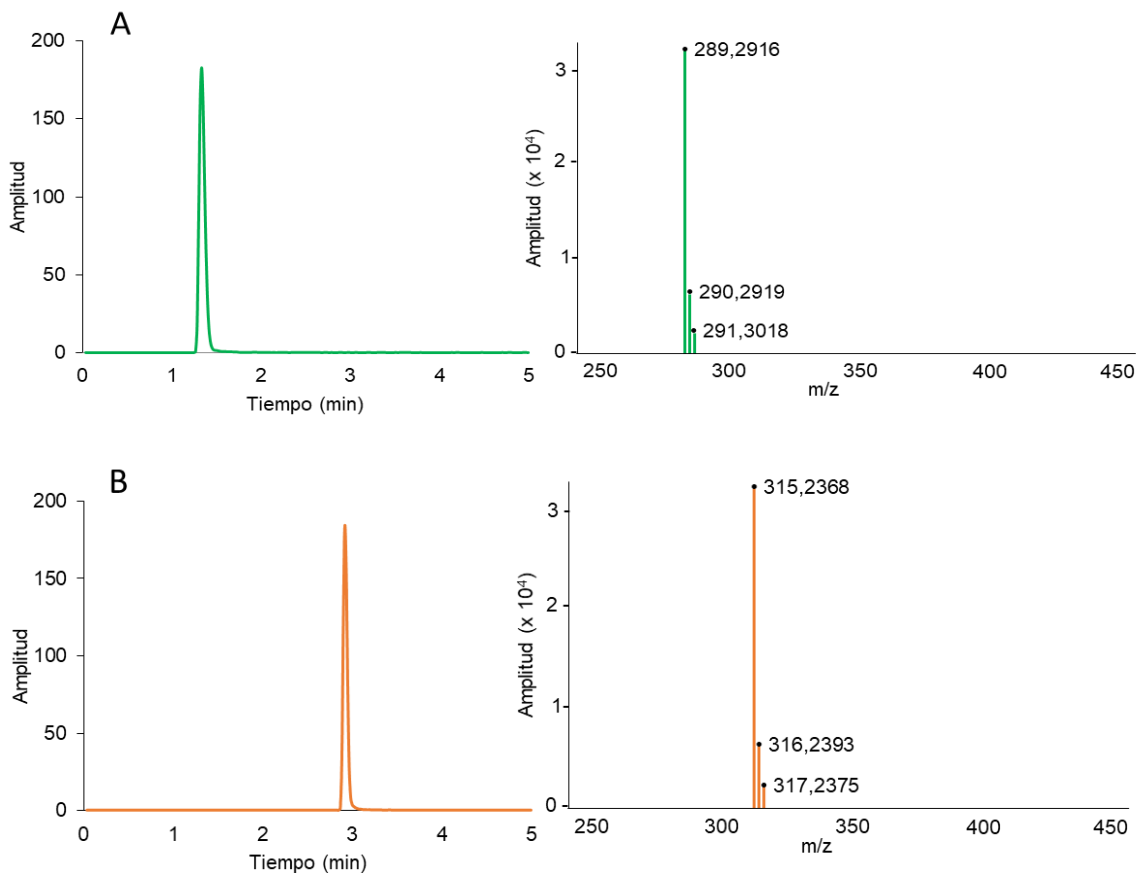 A
200
150
100
50
0
Amplitud
0 1 2 3 4 5
Tiempo (min)
3
2
1
0
Amplitud (x 10⁴)
289,2916
290,2919
291,3018
250 300 350 400 450
m/z
B
200
150
100
50
0
Amplitud
0 1 2 3 4 5
Tiempo (min)
3
2
1
0
Amplitud (x 10⁴)
315,2368
316,2393
317,2375
250 300 350 400 450
m/z